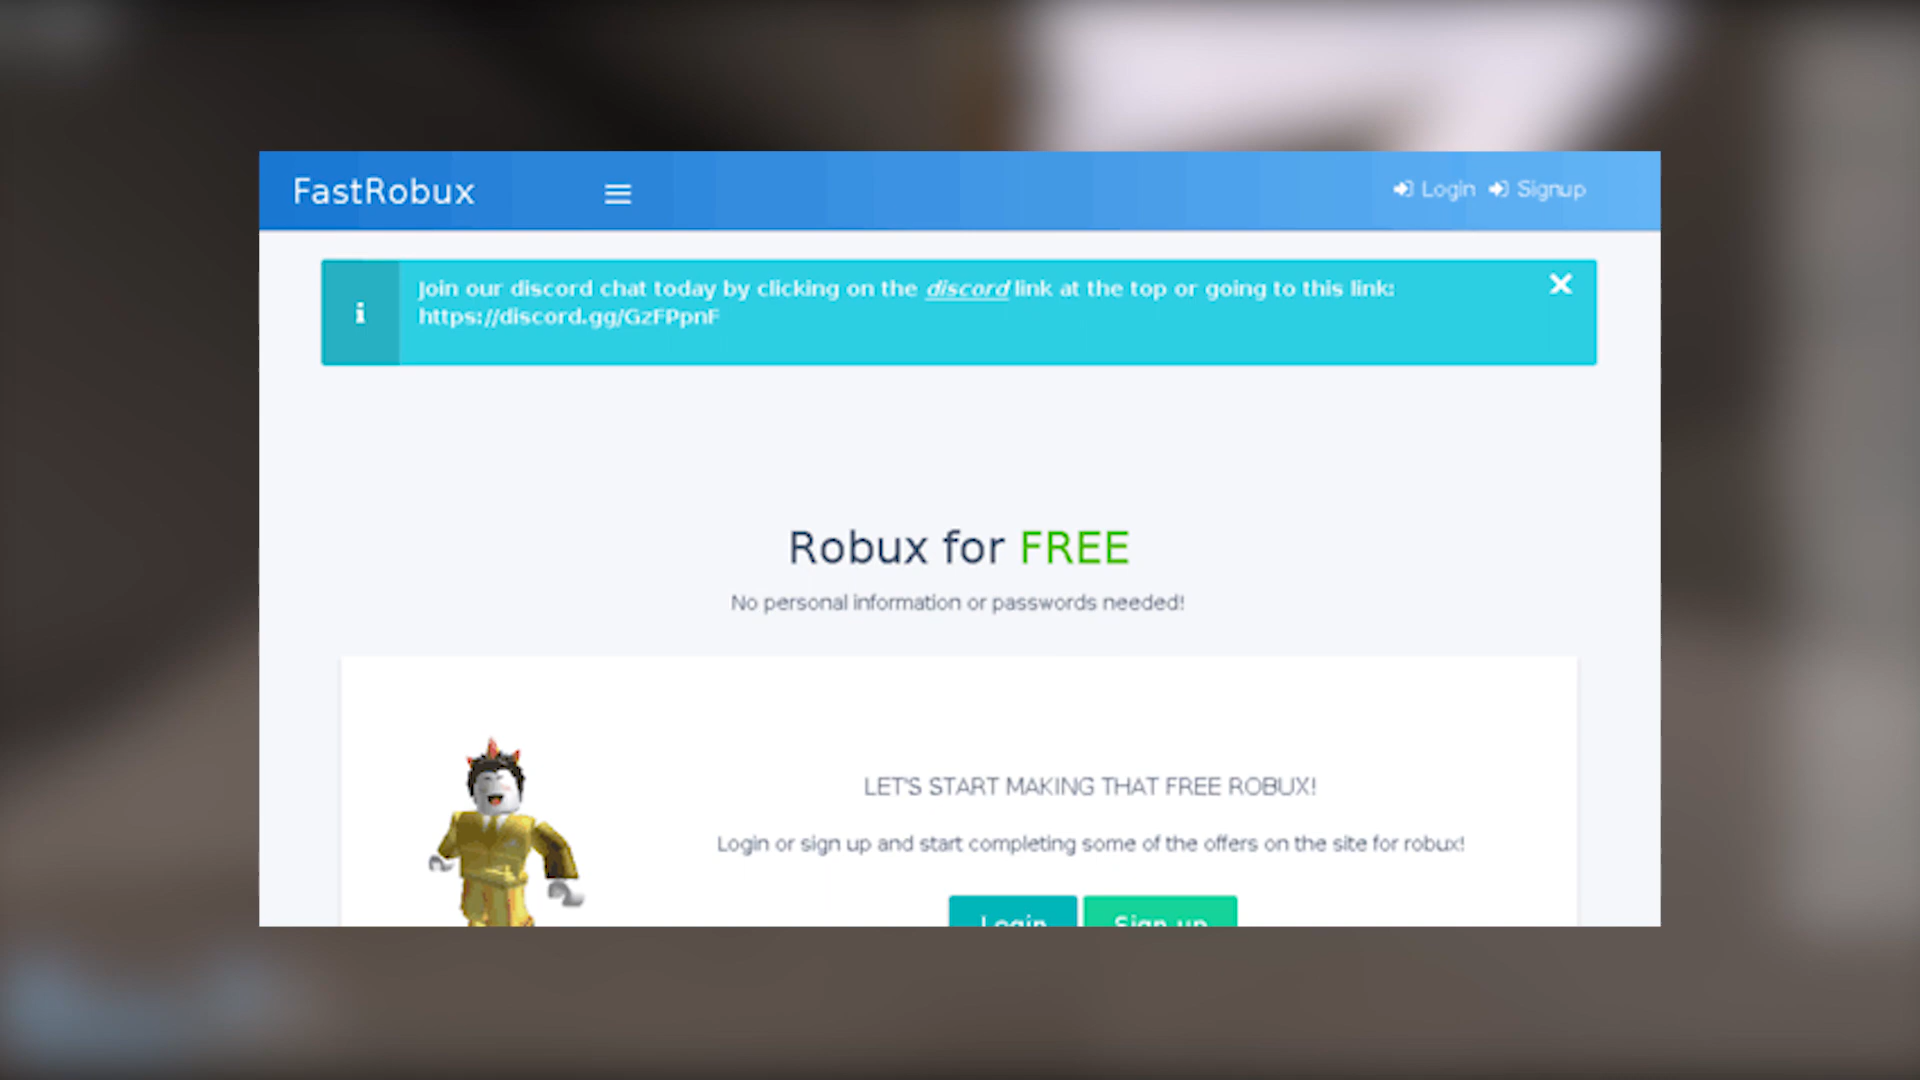 FastRobux
Login Signup
Join our discord chat today by clicking on the discord link at the top or going to this link:
https://discord.gg/GzFPpnF
Robux for FREE
No personal information or passwords needed!
LET'S START MAKING THAT FREE ROBUX!
Login or sign up and start completing some of the offers on the site for robux!
Login Sign up